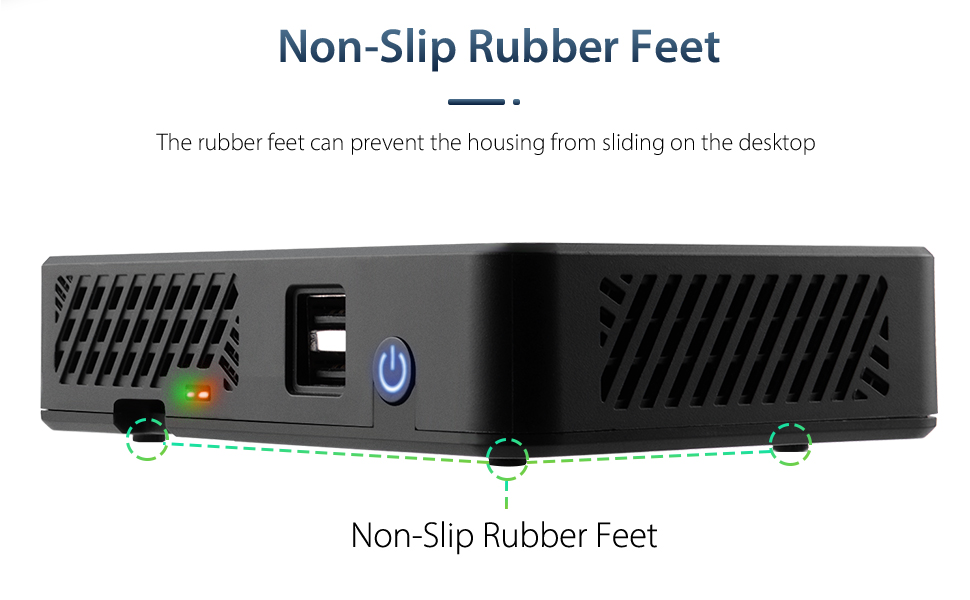 Non-Slip Rubber Feet
The rubber feet can prevent the housing from sliding on the desktop
Non-Slip Rubber Feet